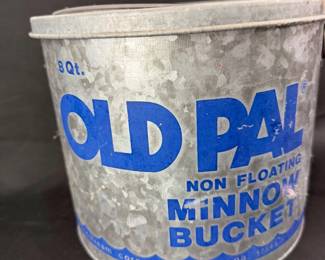 8 Qt.
OLD PAL®
NON FLOATING
MiNNOW
BUCKET